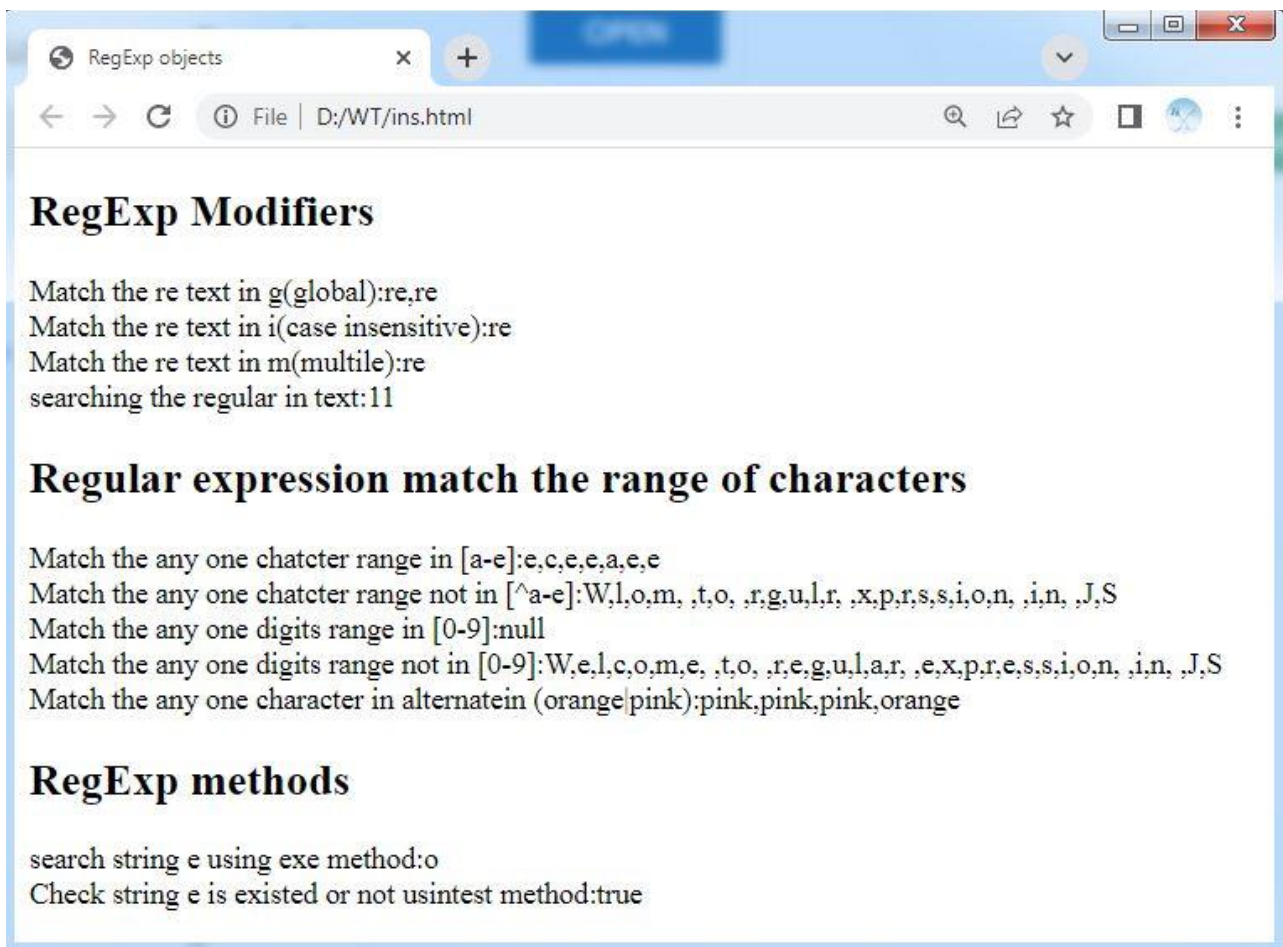 OPEN
RegExp objects
File | D:/WT/ins.html
RegExp Modifiers
Match the re text in g(global):re,re
Match the re text in i(case insensitive):re
Match the re text in m(multile):re
searching the regular in text:11
Regular expression match the range of characters
Match the any one chatcter range in [a-e]:e,c,e,e,a,e,e
Match the any one chatcter range not in [^a-e]:W,l,o,m, ,t,o, ,r,g,u,l,r, ,x,p,r,s,s,i,o,n, ,i,n, ,J,S
Match the any one digits range in [0-9]:null
Match the any one digits range not in [0-9]:W,e,l,c,o,m,e, ,t,o, ,r,e,g,u,l,a,r, ,e,x,p,r,e,s,s,i,o,n, ,i,n, ,J,S
Match the any one character in alternatein (orange|pink):pink,pink,pink,orange
RegExp methods
search string e using exe method:o
Check string e is existed or not usintest method:true